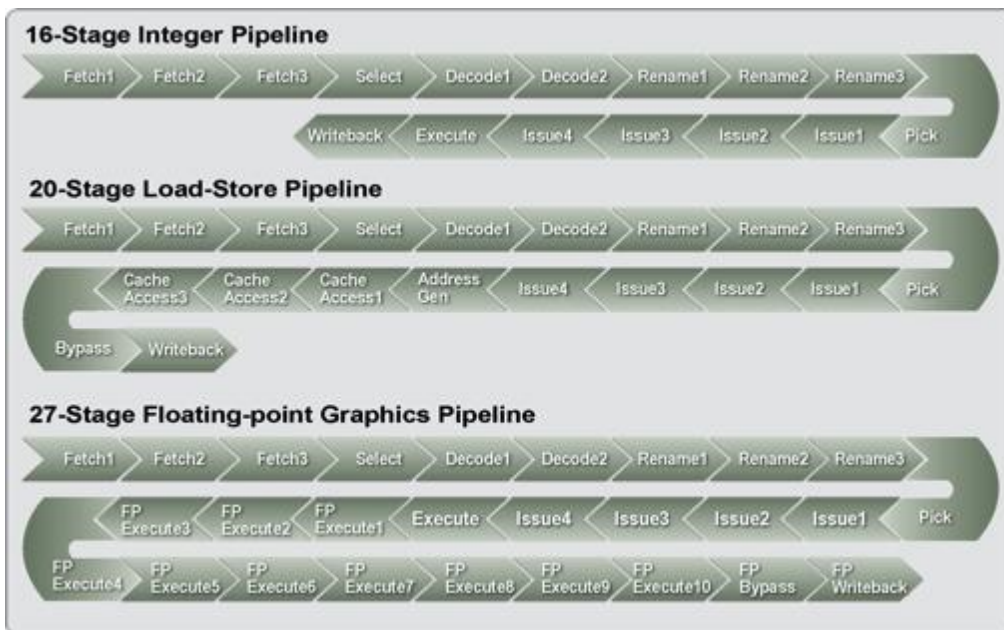 16-Stage Integer Pipeline
Fetch1 Fetch2 Fetch3 Select Decode1 Decode2 Rename1 Rename2 Rename3
Writeback Execute Issue4 Issue3 Issue2 Issue1 Pick
20-Stage Load-Store Pipeline
Fetch1 Fetch2 Fetch3 Select Decode1 Decode2 Rename1 Rename2 Rename3
Cache Access3 Cache Access2 Cache Access1 Address Gen Issue4 Issue3 Issue2 Issue1 Pick
Bypass Writeback
27-Stage Floating-point Graphics Pipeline
Fetch1 Fetch2 Fetch3 Select Decode1 Decode2 Rename1 Rename2 Rename3
FP Execute3 FP Execute2 FP Execute1 Execute Issue4 Issue3 Issue2 Issue1 Pick
FP Execute4 FP Execute5 FP Execute6 FP Execute7 FP Execute8 FP Execute9 FP Execute10 FP Bypass FP Writeback